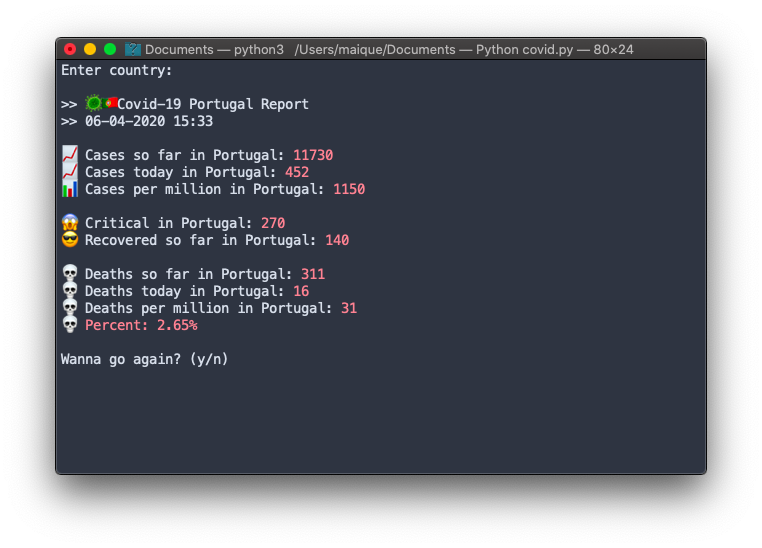 Documents — python3 /Users/maique/Documents — Python covid.py — 80×24
Enter country:
>> 🦠🇵🇹Covid-19 Portugal Report
>> 06-04-2020 15:33
📈 Cases so far in Portugal: 11730
📈 Cases today in Portugal: 452
📊 Cases per million in Portugal: 1150
😱 Critical in Portugal: 270
😎 Recovered so far in Portugal: 140
💀 Deaths so far in Portugal: 311
💀 Deaths today in Portugal: 16
💀 Deaths per million in Portugal: 31
💀 Percent: 2.65%
Wanna go again? (y/n)